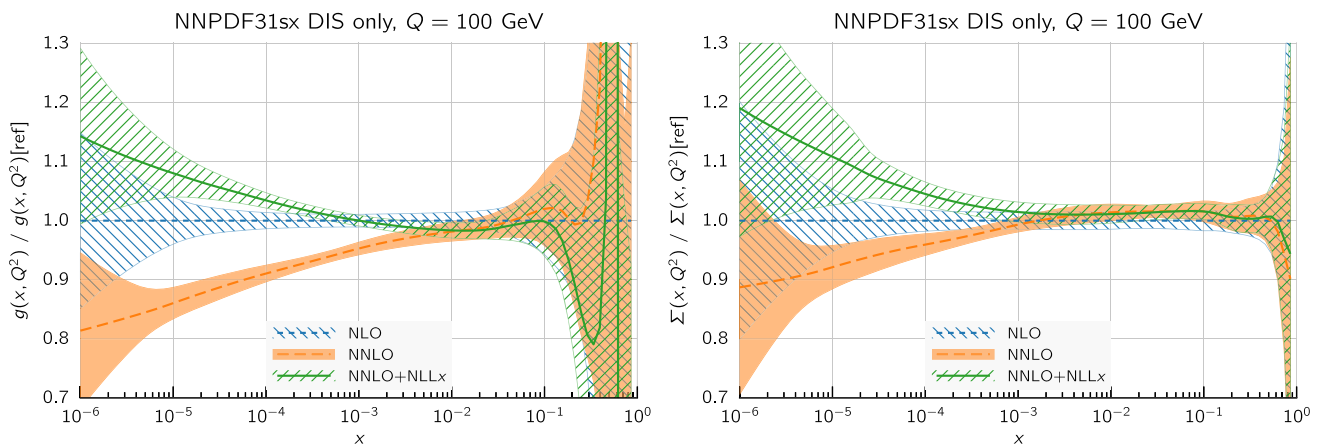 NNPDF31sx DIS only, Q = 100 GeV
g(x, Q²) / g(x, Q²)[ref]
1.3
1.2
1.1
1.0
0.9
0.8
0.7
NLO
NNLO
NNLO+NLLx
10⁻⁶ 10⁻⁵ 10⁻⁴ 10⁻³ 10⁻² 10⁻¹ 10⁰
x
NNPDF31sx DIS only, Q = 100 GeV
Σ(x, Q²) / Σ(x, Q²)[ref]
1.3
1.2
1.1
1.0
0.9
0.8
0.7
NLO
NNLO
NNLO+NLLx
10⁻⁶ 10⁻⁵ 10⁻⁴ 10⁻³ 10⁻² 10⁻¹ 10⁰
x